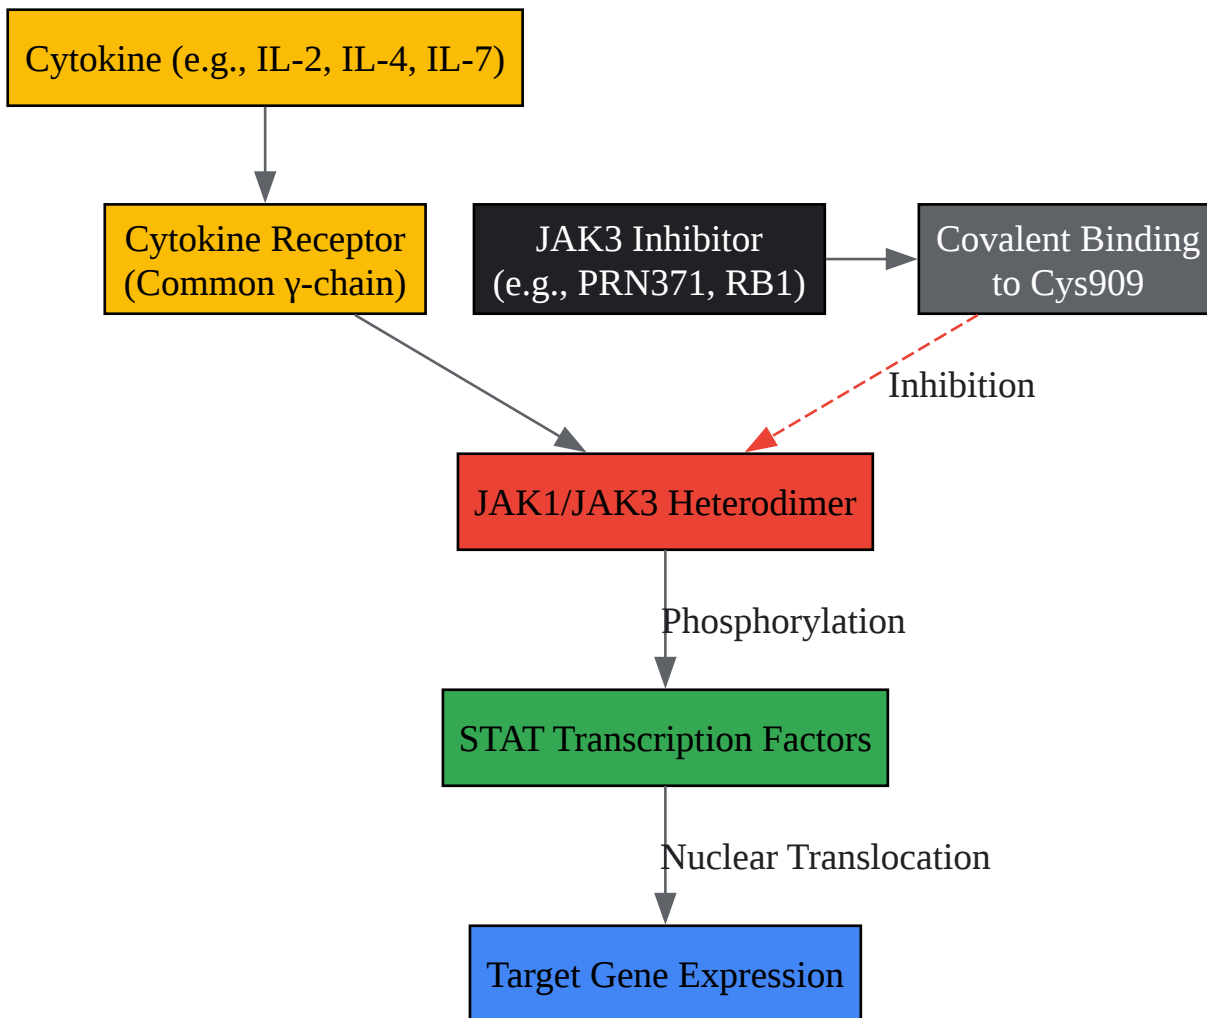 Cytokine (e.g., IL-2, IL-4, IL-7)
Cytokine Receptor
(Common γ-chain)
JAK3 Inhibitor
(e.g., PRN371, RB1)
Covalent Binding
to Cys909
Inhibition
JAK1/JAK3 Heterodimer
Phosphorylation
STAT Transcription Factors
Nuclear Translocation
Target Gene Expression